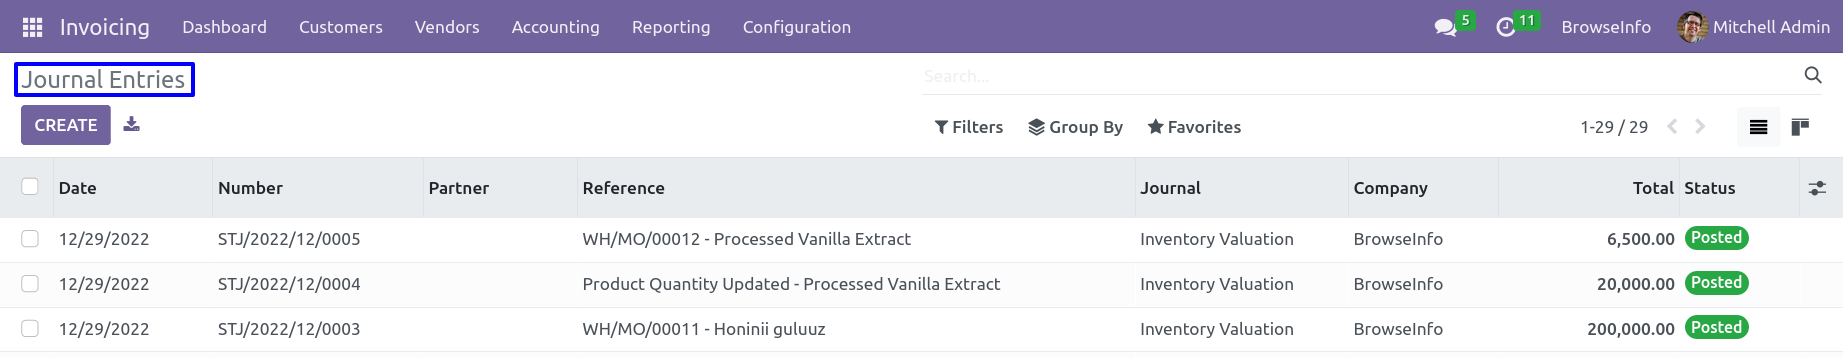 Invoicing Dashboard Customers Vendors Accounting Reporting Configuration 5 11 BrowseInfo Mitchell Admin
Journal Entries Search...
CREATE Filters Group By Favorites 1-29 / 29
Date Number Partner Reference Journal Company Total Status
12/29/2022 STJ/2022/12/0005 WH/MO/00012 - Processed Vanilla Extract Inventory Valuation BrowseInfo 6,500.00 Posted
12/29/2022 STJ/2022/12/0004 Product Quantity Updated - Processed Vanilla Extract Inventory Valuation BrowseInfo 20,000.00 Posted
12/29/2022 STJ/2022/12/0003 WH/MO/00011 - Honinii guluuz Inventory Valuation BrowseInfo 200,000.00 Posted